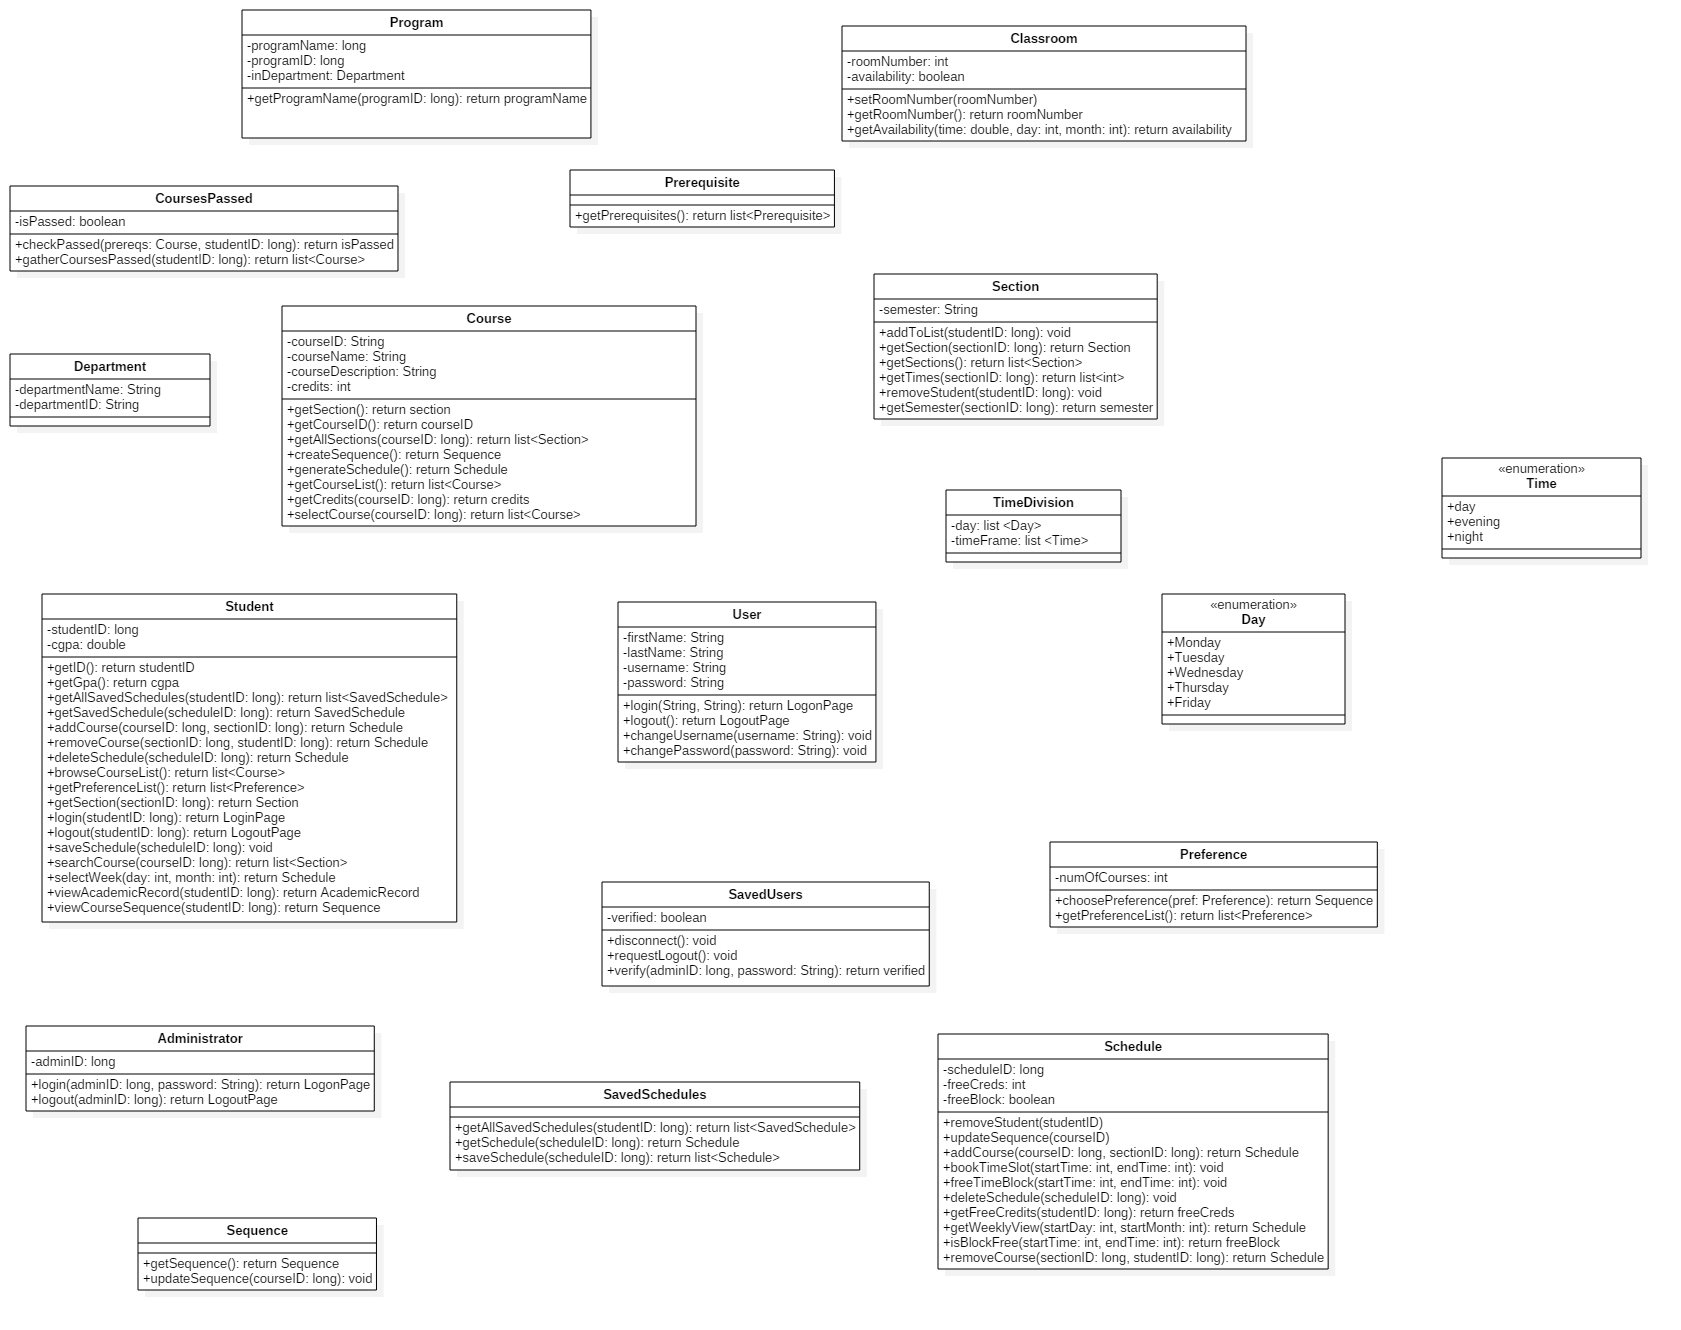 Program
-programName: long
-programID: long
-inDepartment: Department
+getProgramName(programID: long): return programName
Classroom
-roomNumber: int
-availability: boolean
+setRoomNumber(roomNumber)
+getRoomNumber(): return roomNumber
+getAvailability(time: double, day: int, month: int): return availability
CoursesPassed
-isPassed: boolean
+checkPassed(prereqs: Course, studentID: long): return isPassed
+gatherCoursesPassed(studentID: long): return list<Course>
Prerequisite
+getPrerequisites(): return list<Prerequisite>
Section
-semester: String
+addToList(studentID: long): void
+getSection(sectionID: long): return Section
+getSections(): return list<Section>
+getTimes(sectionID: long): return list<int>
+removeStudent(studentID: long): void
+getSemester(sectionID: long): return semester
Course
-courseID: String
-courseName: String
-courseDescription: String
-credits: int
+getSection(): return section
+getCourseID(): return courseID
+getAllSections(courseID: long): return list<Section>
+createSequence(): return Sequence
+generateSchedule(): return Schedule
+getCourseList(): return list<Course>
+getCredits(courseID: long): return credits
+selectCourse(courseID: long): return list<Course>
Department
-departmentName: String
-departmentID: String
«enumeration»
Time
+day
+evening
+night
TimeDivision
-day: list <Day>
-timeFrame: list <Time>
Student
-studentID: long
-cgpa: double
+getID(): return studentID
+getGpa(): return cgpa
+getAllSavedSchedules(studentID: long): return list<SavedSchedule>
+getSavedSchedule(scheduleID: long): return SavedSchedule
+addCourse(courseID: long, sectionID: long): return Schedule
+removeCourse(sectionID: long, studentID: long): return Schedule
+deleteSchedule(scheduleID: long): return Schedule
+browseCourseList(): return list<Course>
+getPreferenceList(): return list<Preference>
+getSection(sectionID: long): return Section
+login(studentID: long): return LoginPage
+logout(studentID: long): return LogoutPage
+saveSchedule(scheduleID: long): void
+searchCourse(courseID: long): return list<Section>
+selectWeek(day: int, month: int): return Schedule
+viewAcademicRecord(studentID: long): return AcademicRecord
+viewCourseSequence(studentID: long): return Sequence
User
-firstName: String
-lastName: String
-username: String
-password: String
+login(String, String): return LogonPage
+logout(): return LogoutPage
+changeUsername(username: String): void
+changePassword(password: String): void
«enumeration»
Day
+Monday
+Tuesday
+Wednesday
+Thursday
+Friday
Preference
-numOfCourses: int
+choosePreference(pref: Preference): return Sequence
+getPreferenceList(): return list<Preference>
SavedUsers
-verified: boolean
+disconnect(): void
+requestLogout(): void
+verify(adminID: long, password: String): return verified
Administrator
-adminID: long
+login(adminID: long, password: String): return LogonPage
+logout(adminID: long): return LogoutPage
SavedSchedules
+getAllSavedSchedules(studentID: long): return list<SavedSchedule>
+getSchedule(scheduleID: long): return Schedule
+saveSchedule(scheduleID: long): return list<Schedule>
Schedule
-scheduleID: long
-freeCreds: int
-freeBlock: boolean
+removeStudent(studentID)
+updateSequence(courseID)
+addCourse(courseID: long, sectionID: long): return Schedule
+bookTimeSlot(startTime: int, endTime: int): void
+freeTimeBlock(startTime: int, endTime: int): void
+deleteSchedule(scheduleID: long): void
+getFreeCredits(studentID: long): return freeCreds
+getWeeklyView(startDay: int, startMonth: int): return Schedule
+isBlockFree(startTime: int, endTime: int): return freeBlock
+removeCourse(sectionID: long, studentID: long): return Schedule
Sequence
+getSequence(): return Sequence
+updateSequence(courseID: long): void